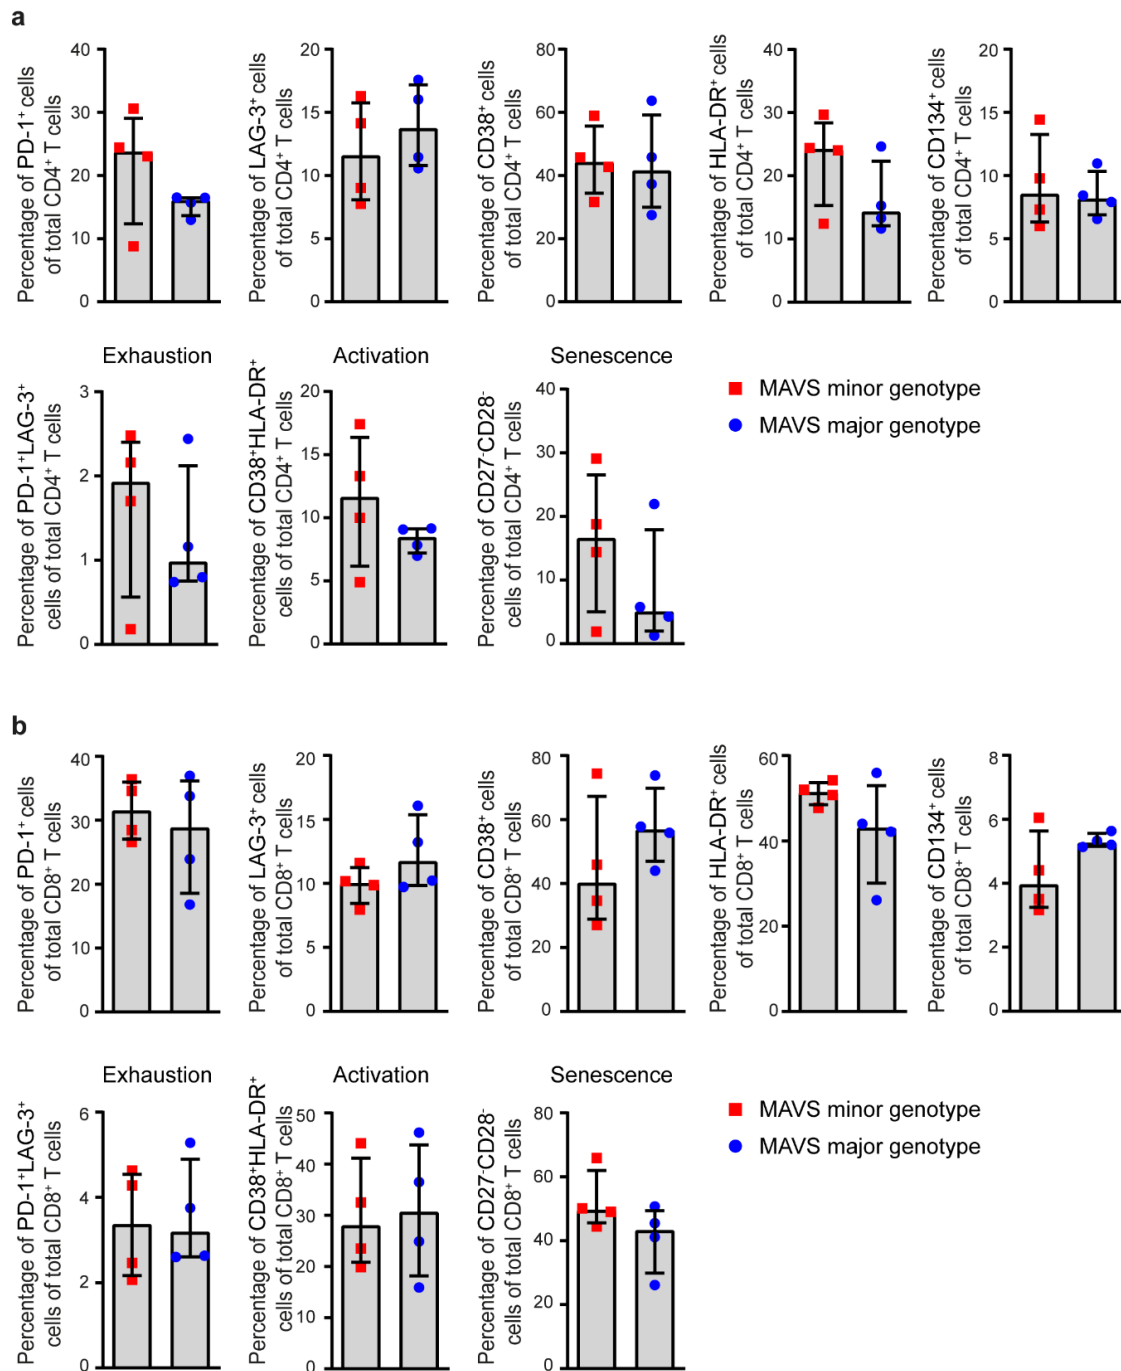 a
Percentage of PD-1⁺ cells
of total CD4⁺ T cells
40
30
20
10
0
Percentage of LAG-3⁺ cells
of total CD4⁺ T cells
20
15
10
5
0
Percentage of CD38⁺ cells
of total CD4⁺ T cells
80
60
40
20
0
Percentage of HLA-DR⁺ cells
of total CD4⁺ T cells
40
30
20
10
0
Percentage of CD134⁺ cells
of total CD4⁺ T cells
20
15
10
5
0
Exhaustion
Percentage of PD-1⁺LAG-3⁺
cells of total CD4⁺ T cells
3
2
1
0
Activation
Percentage of CD38⁺HLA-DR⁺
cells of total CD4⁺ T cells
20
15
10
5
0
Senescence
Percentage of CD27⁻CD28⁻
cells of total CD4⁺ T cells
40
30
20
10
0
MAVS minor genotype
MAVS major genotype
b
Percentage of PD-1⁺ cells
of total CD8⁺ T cells
40
30
20
10
0
Percentage of LAG-3⁺ cells
of total CD8⁺ T cells
20
15
10
5
0
Percentage of CD38⁺ cells
of total CD8⁺ T cells
80
60
40
20
0
Percentage of HLA-DR⁺ cells
of total CD8⁺ T cells
60
40
20
0
Percentage of CD134⁺ cells
of total CD8⁺ T cells
8
6
4
2
0
Exhaustion
Percentage of PD-1⁺LAG-3⁺
cells of total CD8⁺ T cells
6
4
2
0
Activation
Percentage of CD38⁺HLA-DR⁺
cells of total CD8⁺ T cells
50
40
30
20
10
0
Senescence
Percentage of CD27⁻CD28⁻
cells of total CD8⁺ T cells
80
60
40
20
0
MAVS minor genotype
MAVS major genotype